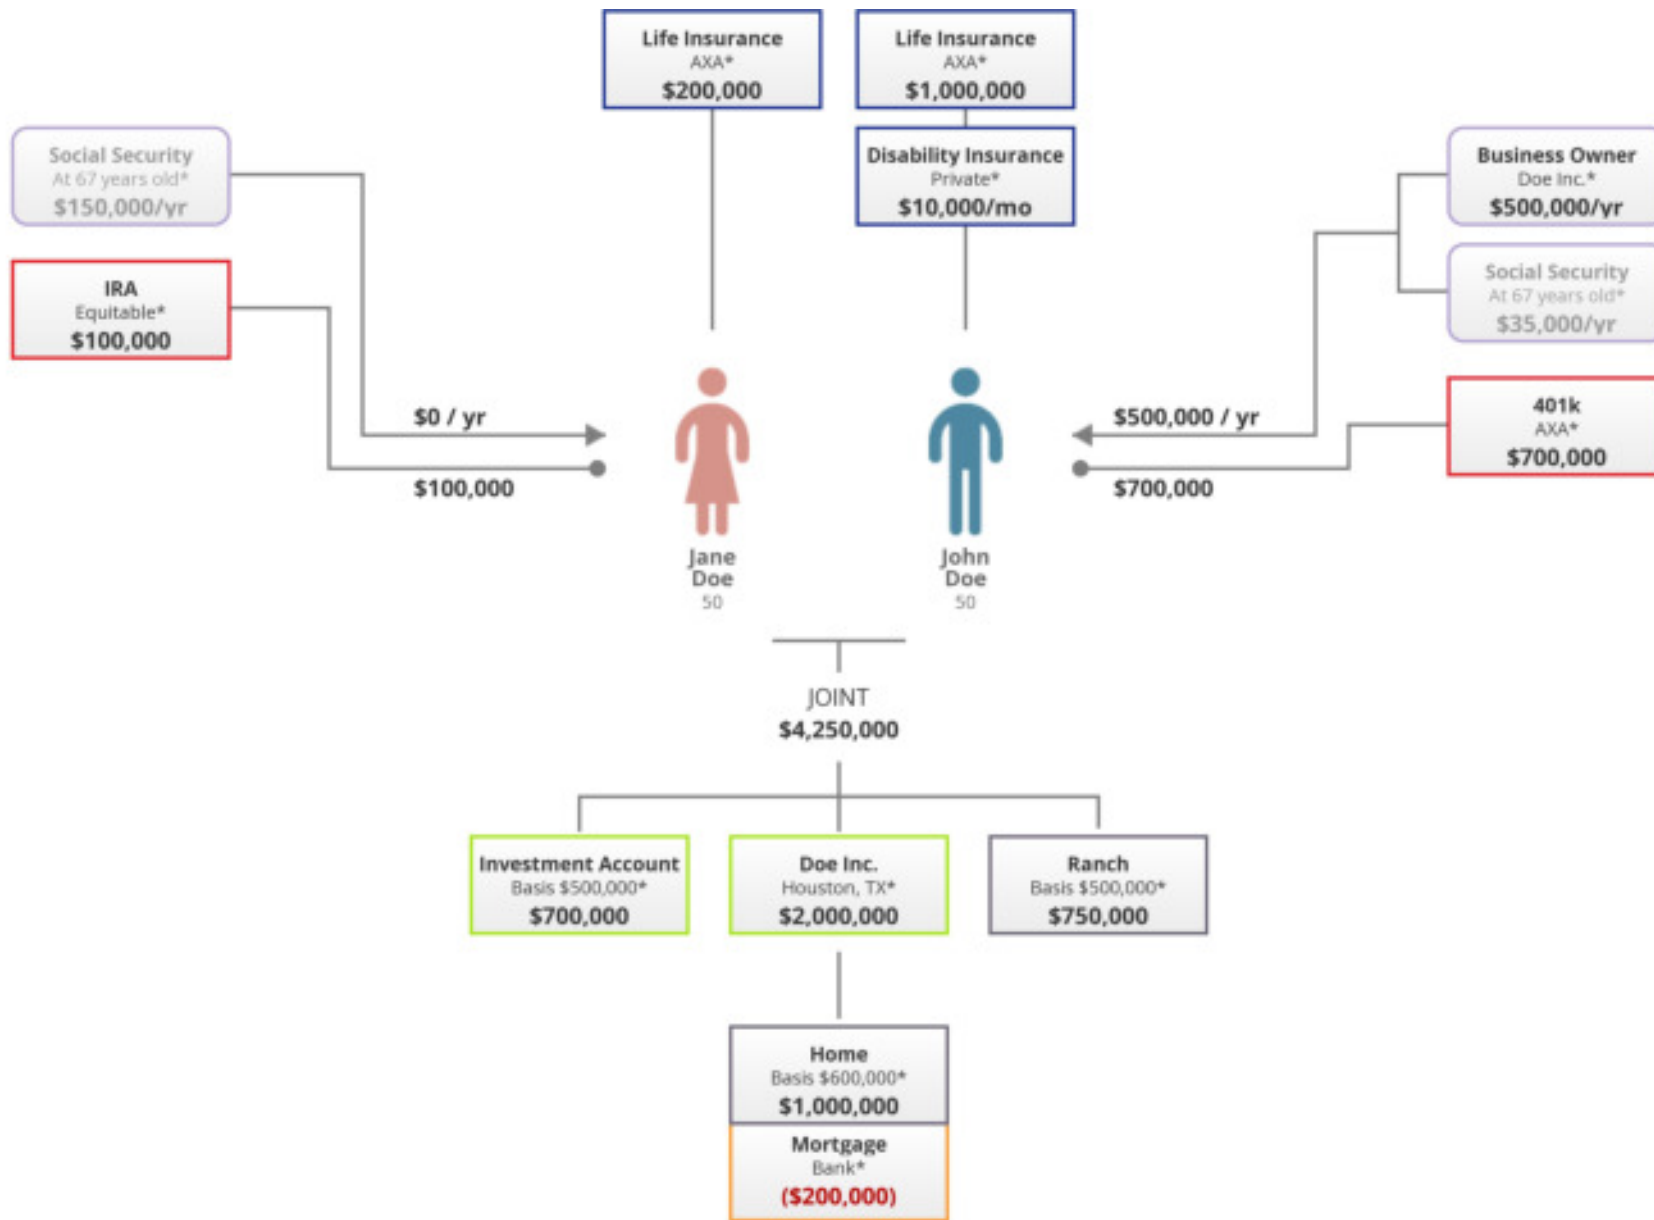 Life Insurance
AXA*
$200,000
Life Insurance
AXA*
$1,000,000
Disability Insurance
Private*
$10,000/mo
Social Security
At 67 years old*
$150,000/yr
IRA
Equitable*
$100,000
Business Owner
Doe Inc.*
$500,000/yr
Social Security
At 67 years old*
$35,000/yr
401k
AXA*
$700,000
$0 / yr
$100,000
$500,000 / yr
$700,000
Jane
Doe
50
John
Doe
50
JOINT
$4,250,000
Investment Account
Basis $500,000*
$700,000
Doe Inc.
Houston, TX*
$2,000,000
Ranch
Basis $500,000*
$750,000
Home
Basis $600,000*
$1,000,000
Mortgage
Bank*
($200,000)